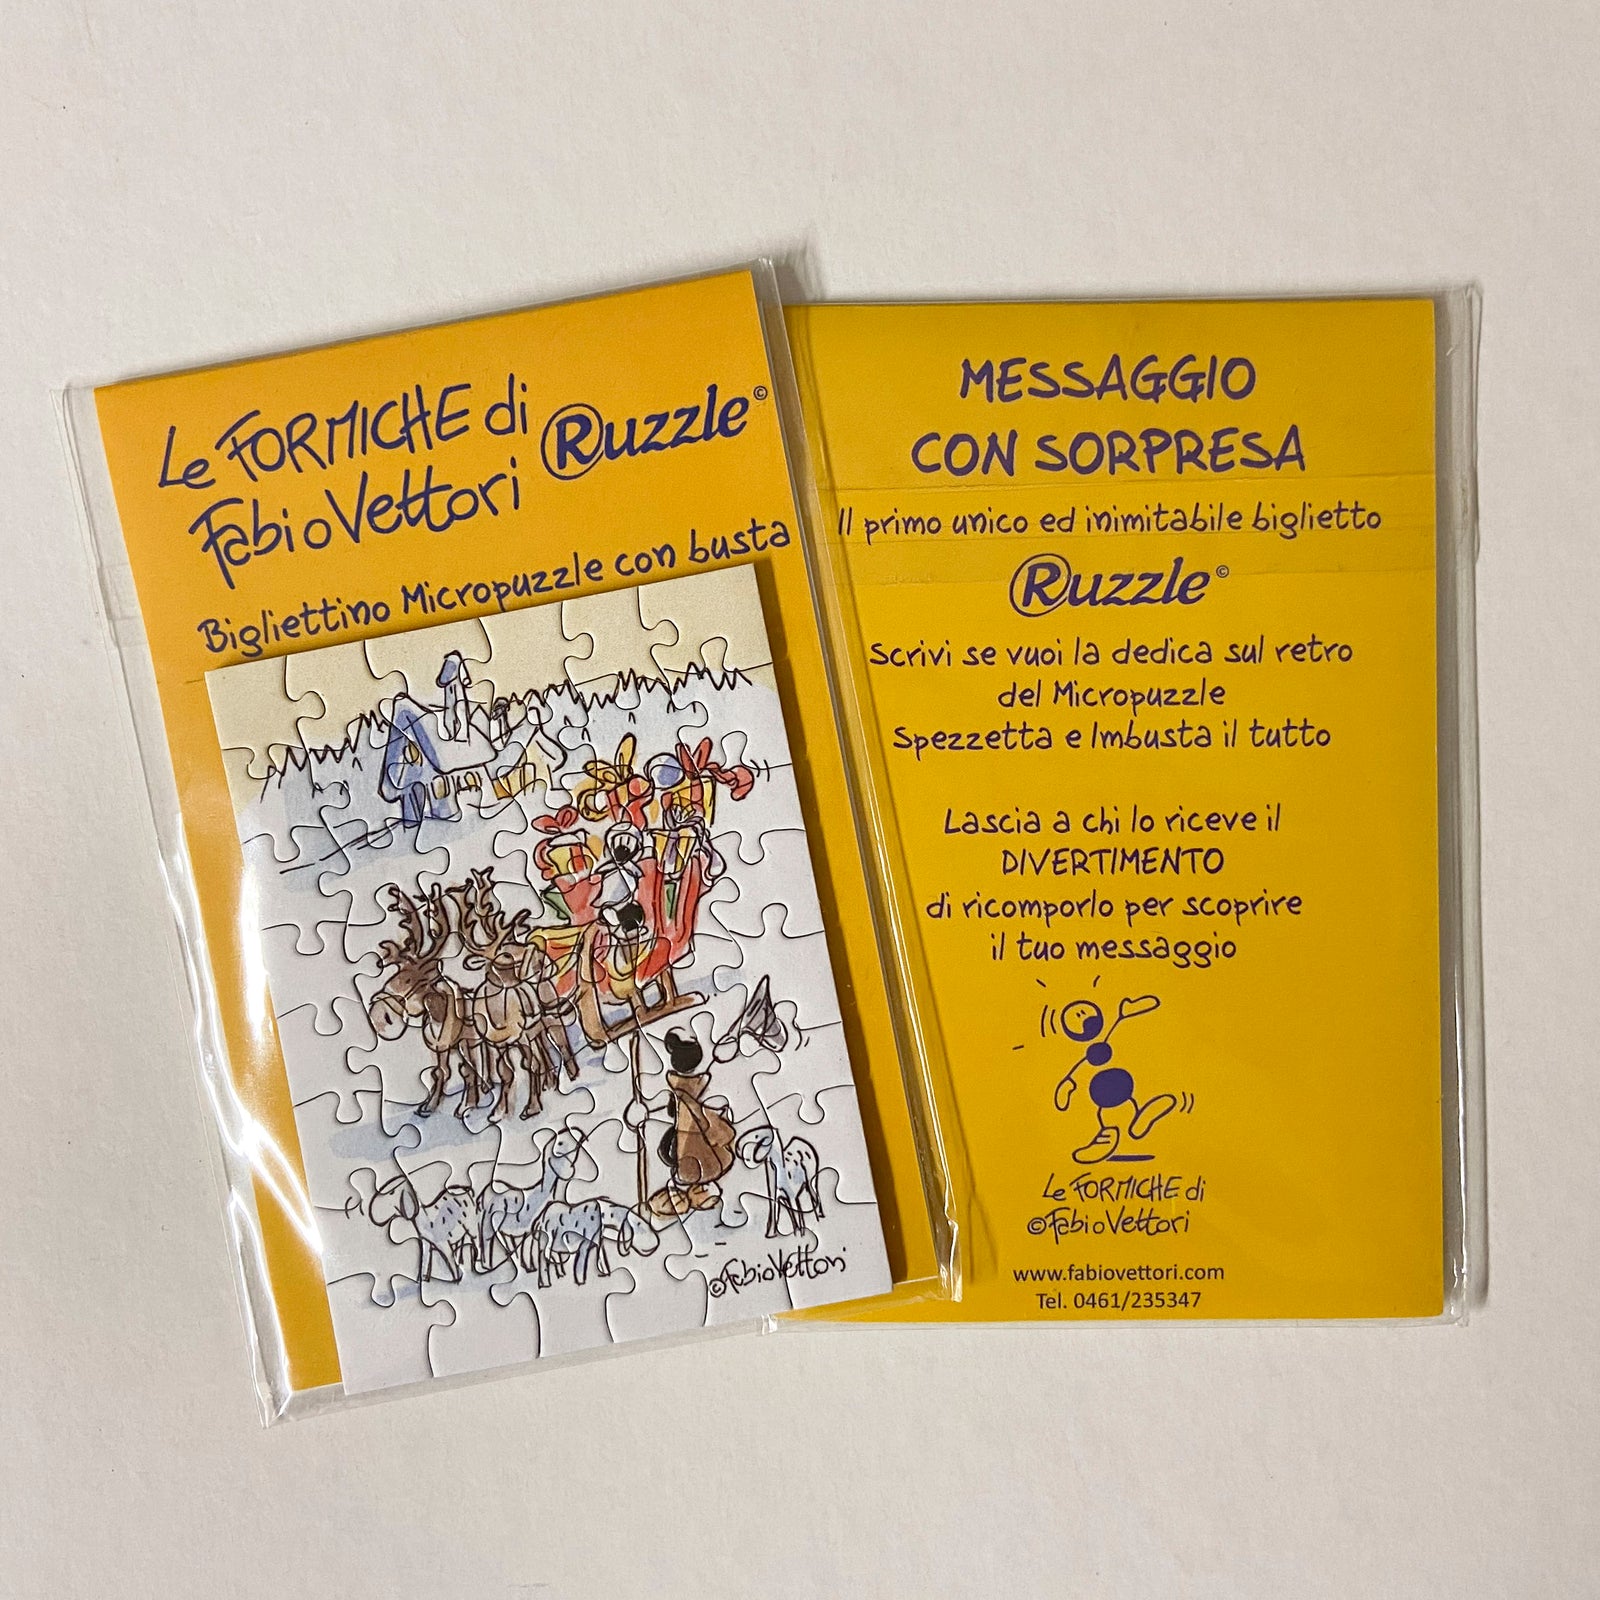 Le FORMICHE di
Fabio Vettori
Ruzzle©
Bigliettino Micropuzzle con busta
©Fabio Vettori
MESSAGGIO
CON SORPRESA
Il primo unico ed inimitabile biglietto
Ruzzle©
Scrivi se vuoi la dedica sul retro
del Micropuzzle
Spezzetta e Imbusta il tutto
Lascia a chi lo riceve il
DIVERTIMENTO
di ricomporlo per scoprire
il tuo messaggio
Le FORMICHE di
©Fabio Vettori
www.fabiovettori.com
Tel. 0461/235347